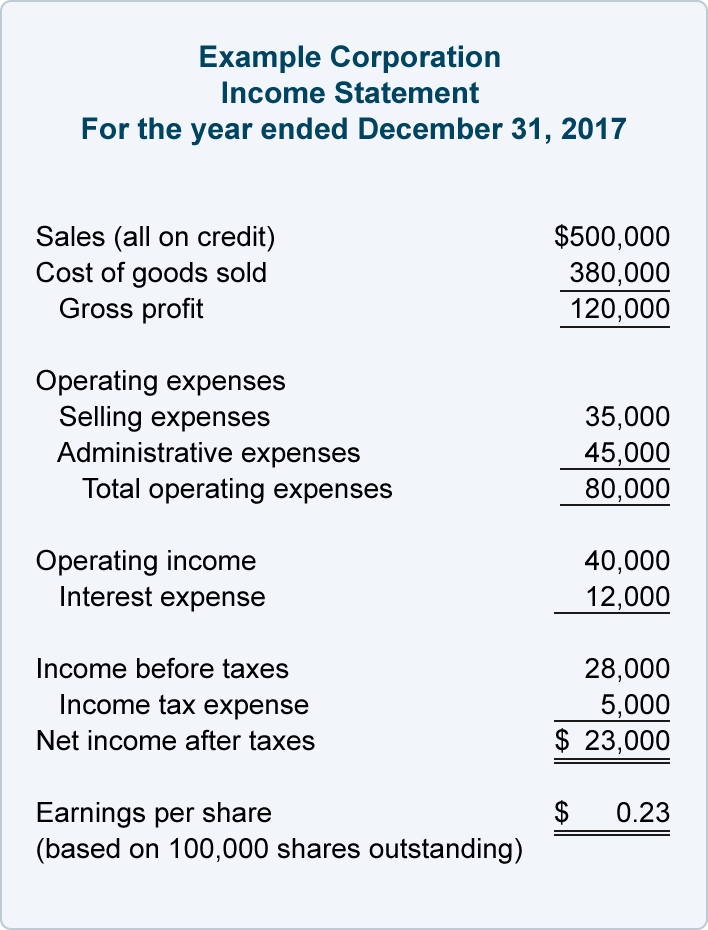 Example Corporation
Income Statement
For the year ended December 31, 2017
Sales (all on credit) $500,000
Cost of goods sold 380,000
Gross profit 120,000
Operating expenses
Selling expenses 35,000
Administrative expenses 45,000
Total operating expenses 80,000
Operating income 40,000
Interest expense 12,000
Income before taxes 28,000
Income tax expense 5,000
Net income after taxes $ 23,000
Earnings per share $ 0.23
(based on 100,000 shares outstanding)